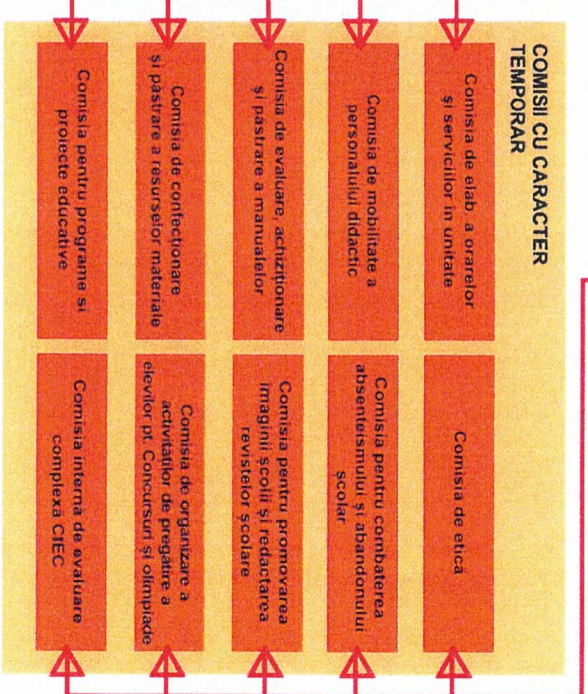 COMISII CU CARACTER
TEMPORAR
Comisia de elab. a orarelor
și serviciilor în unitate
Comisia de etică
Comisia de mobilitate a
personalului didactic
Comisia pentru combaterea
absenteismului și abandonului
școlar
Comisia de evaluare, achiziționare
și păstrare a manualelor
Comisia pentru promovarea
imaginii școlii și redactarea
revistelor școlare
Comisia de confecționare
și păstrare a resurselor materiale
Comisia de organizare a
activităților de pregătire a
elevilor pt. Concursuri și olimpiade
Comisia pentru programe si
proiecte educative
Comisia internă de evaluare
complexă CIEC